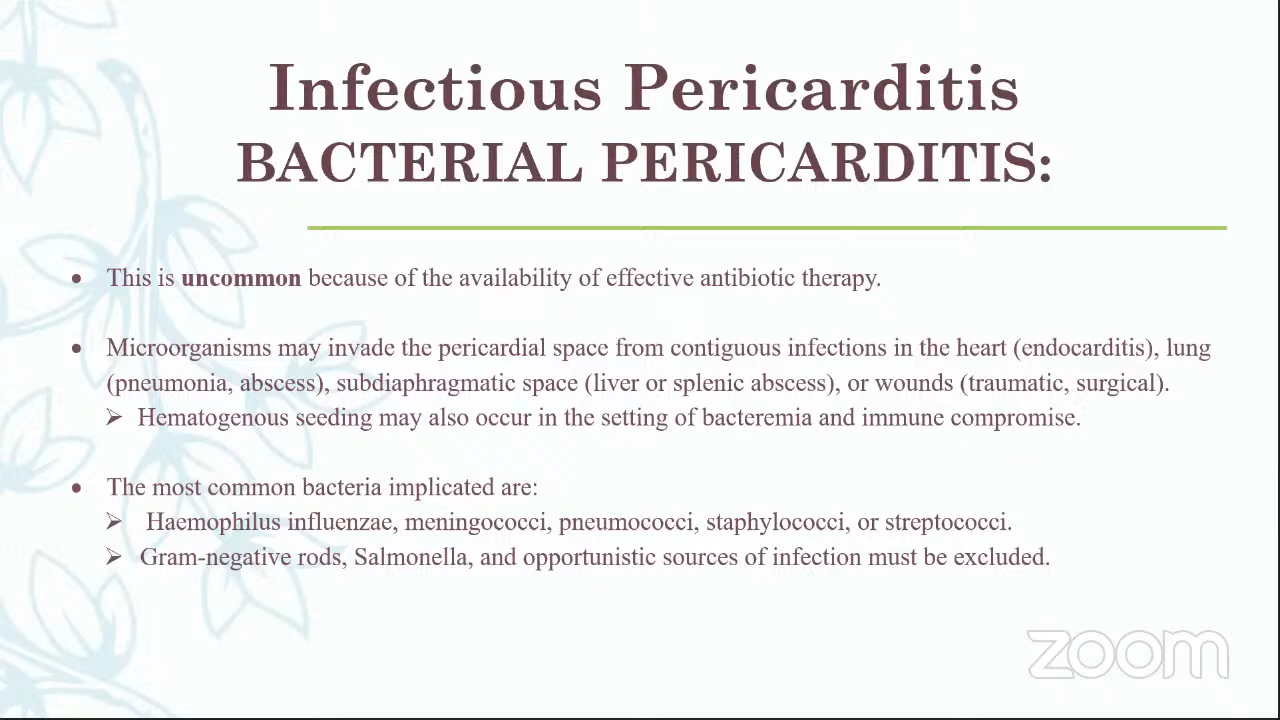 Infectious Pericarditis
BACTERIAL PERICARDITIS:
• This is uncommon because of the availability of effective antibiotic therapy.
• Microorganisms may invade the pericardial space from contiguous infections in the heart (endocarditis), lung
(pneumonia, abscess), subdiaphragmatic space (liver or splenic abscess), or wounds (traumatic, surgical).
➢ Hematogenous seeding may also occur in the setting of bacteremia and immune compromise.
• The most common bacteria implicated are:
➢ Haemophilus influenzae, meningococci, pneumococci, staphylococci, or streptococci.
➢ Gram-negative rods, Salmonella, and opportunistic sources of infection must be excluded.
zoom